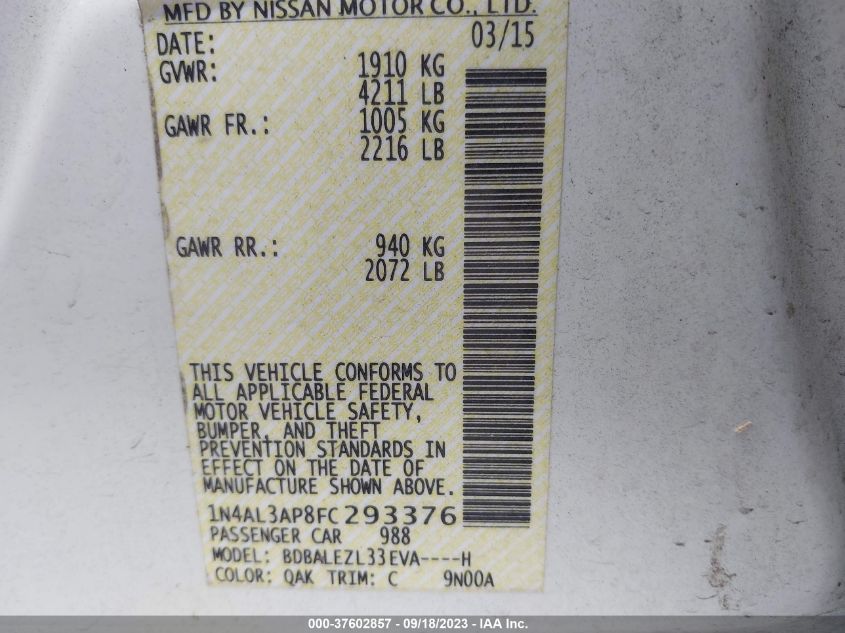 MFD BY NISSAN MOTOR CO., LTD.
DATE: 03/15
GVWR: 1910 KG
4211 LB
GAWR FR.: 1005 KG
2216 LB
GAWR RR.: 940 KG
2072 LB
THIS VEHICLE CONFORMS TO
ALL APPLICABLE FEDERAL
MOTOR VEHICLE SAFETY,
BUMPER, AND THEFT
PREVENTION STANDARDS IN
EFFECT ON THE DATE OF
MANUFACTURE SHOWN ABOVE.
1N4AL3AP8FC293376
PASSENGER CAR 988
MODEL: BDBALEZL33EVA----H
COLOR: QAK TRIM: C 9N00A
000-37602857 - 09/18/2023 - IAA Inc.